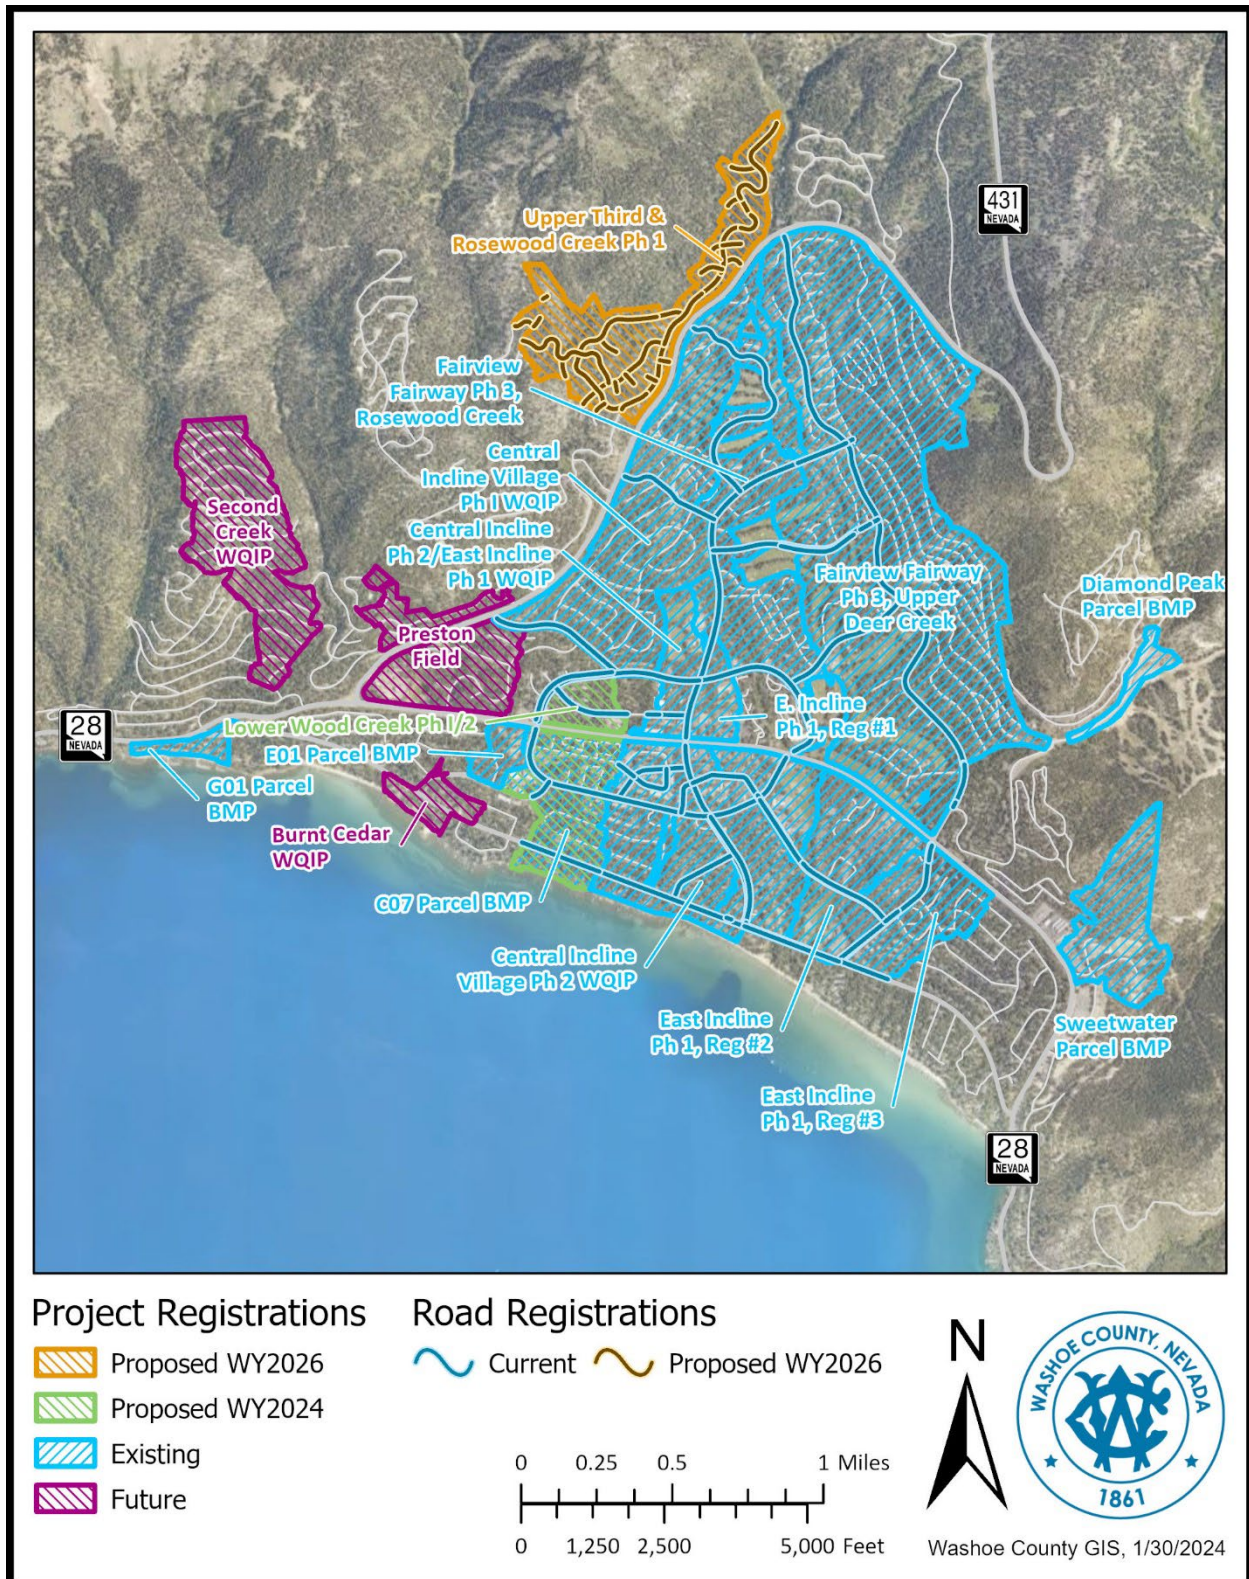 431
NEVADA
Upper Third &
Rosewood Creek Ph 1
Fairview
Fairway Ph 3,
Rosewood Creek
Central
Incline Village
Ph I WQIP
Second
Creek
WQIP
Central Incline
Ph 2/East Incline
Ph 1 WQIP
Fairview Fairway
Ph 3, Upper
Deer Creek
Diamond Peak
Parcel BMP
Preston
Field
28
NEVADA
Lower Wood Creek Ph I/2
E. Incline
Ph 1, Reg #1
E01 Parcel BMP
G01 Parcel
BMP
Burnt Cedar
WQIP
C07 Parcel BMP
Central Incline
Village Ph 2 WQIP
East Incline
Ph 1, Reg #2
Sweetwater
Parcel BMP
East Incline
Ph 1, Reg #3
28
NEVADA
Project Registrations
Proposed WY2026
Proposed WY2024
Existing
Future
Road Registrations
Current
Proposed WY2026
0 0.25 0.5 1 Miles
0 1,250 2,500 5,000 Feet
N
WASHOE COUNTY, NEVADA
1861
Washoe County GIS, 1/30/2024